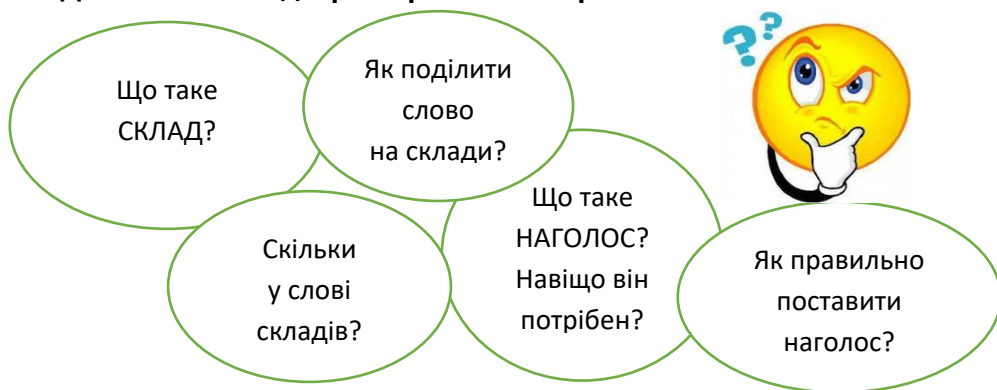 Що таке
СКЛАД?
Як поділити
слово
на склади?
Скільки
у слові
складів?
Що таке
НАГОЛОС?
Навіщо він
потрібен?
Як правильно
поставити
наголос?
??